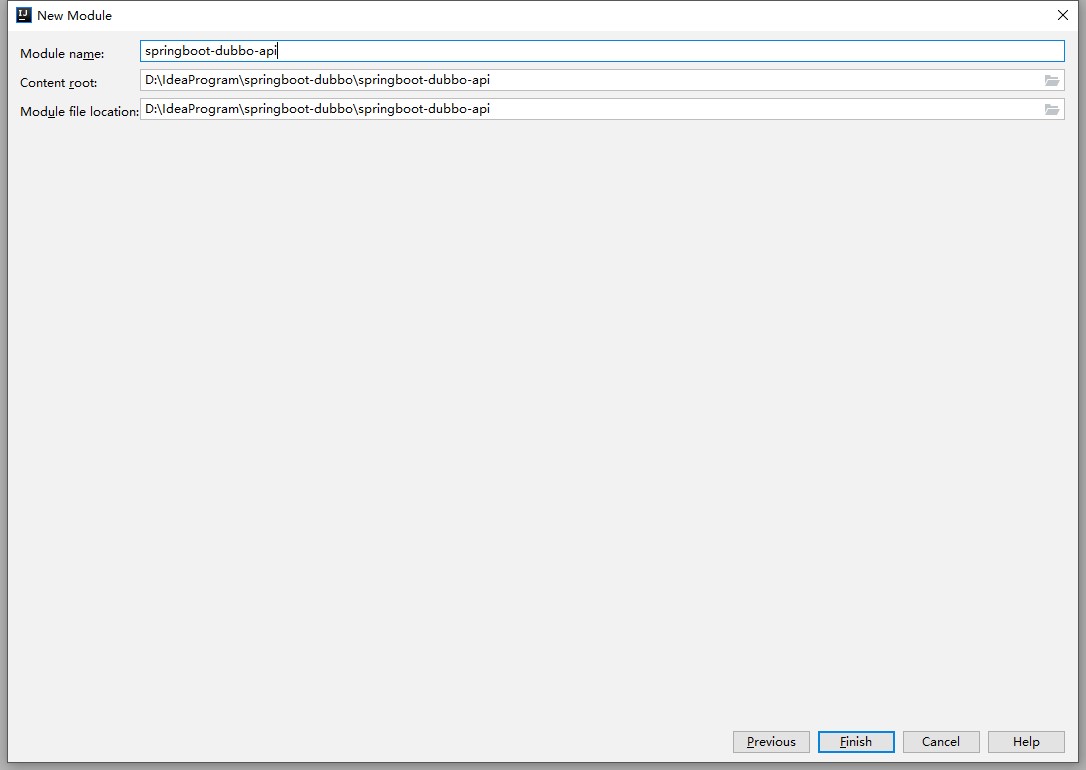 New Module
Module name: springboot-dubbo-api
Content root: D:\IdeaProgram\springboot-dubbo\springboot-dubbo-api
Module file location: D:\IdeaProgram\springboot-dubbo\springboot-dubbo-api
Previous Finish Cancel Help